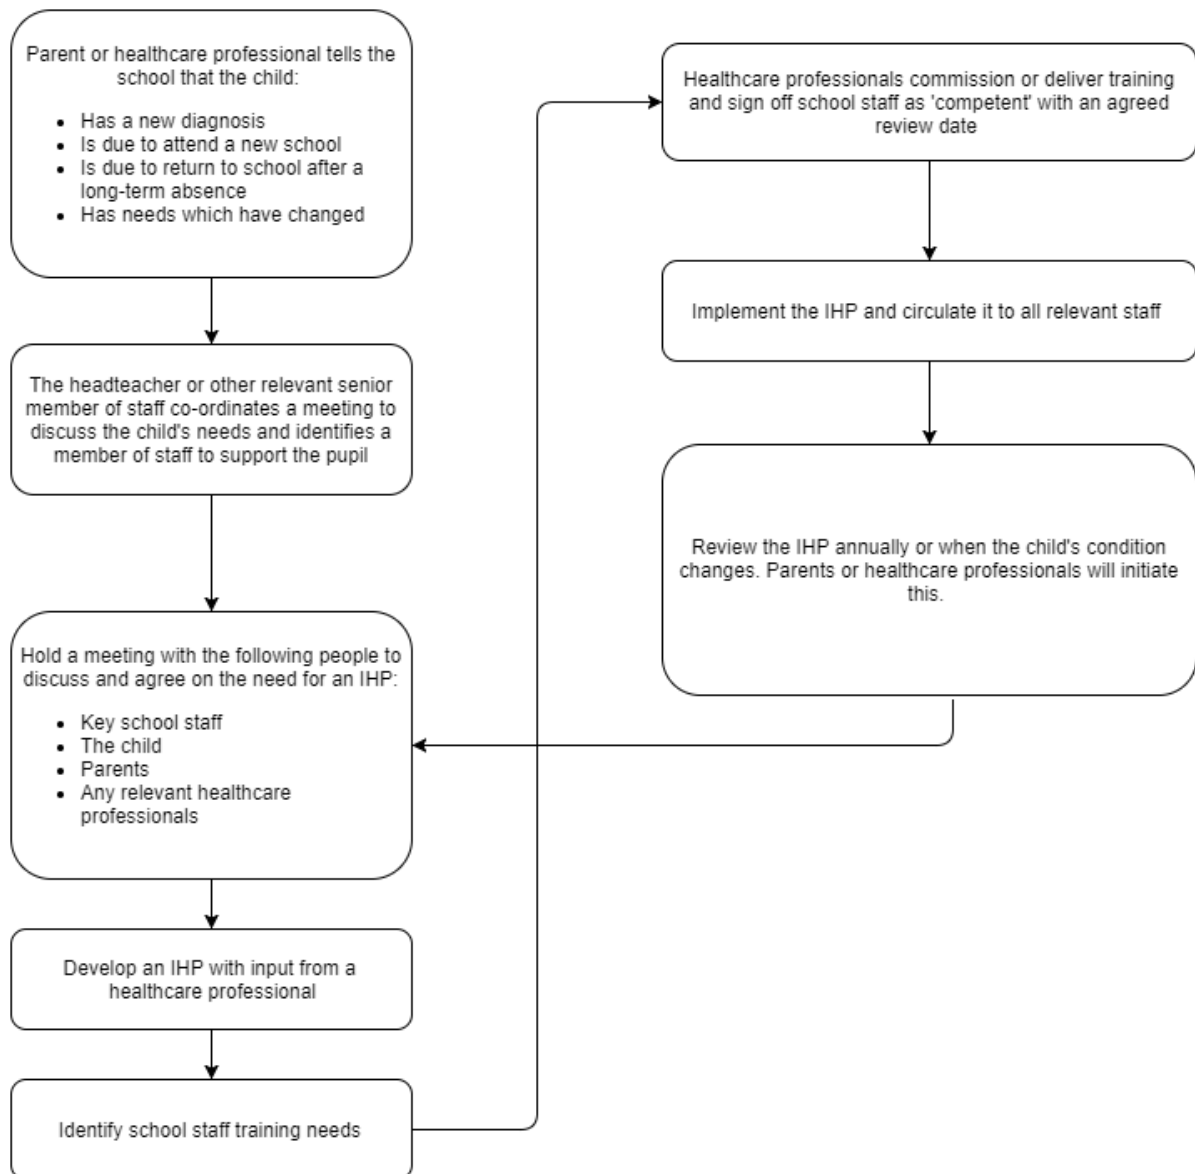 Parent or healthcare professional tells the
school that the child:
• Has a new diagnosis
• Is due to attend a new school
• Is due to return to school after a
long-term absence
• Has needs which have changed
The headteacher or other relevant senior
member of staff co-ordinates a meeting to
discuss the child's needs and identifies a
member of staff to support the pupil
Hold a meeting with the following people to
discuss and agree on the need for an IHP:
• Key school staff
• The child
• Parents
• Any relevant healthcare
professionals
Develop an IHP with input from a
healthcare professional
Identify school staff training needs
Healthcare professionals commission or deliver training
and sign off school staff as 'competent' with an agreed
review date
Implement the IHP and circulate it to all relevant staff
Review the IHP annually or when the child's condition
changes. Parents or healthcare professionals will initiate
this.